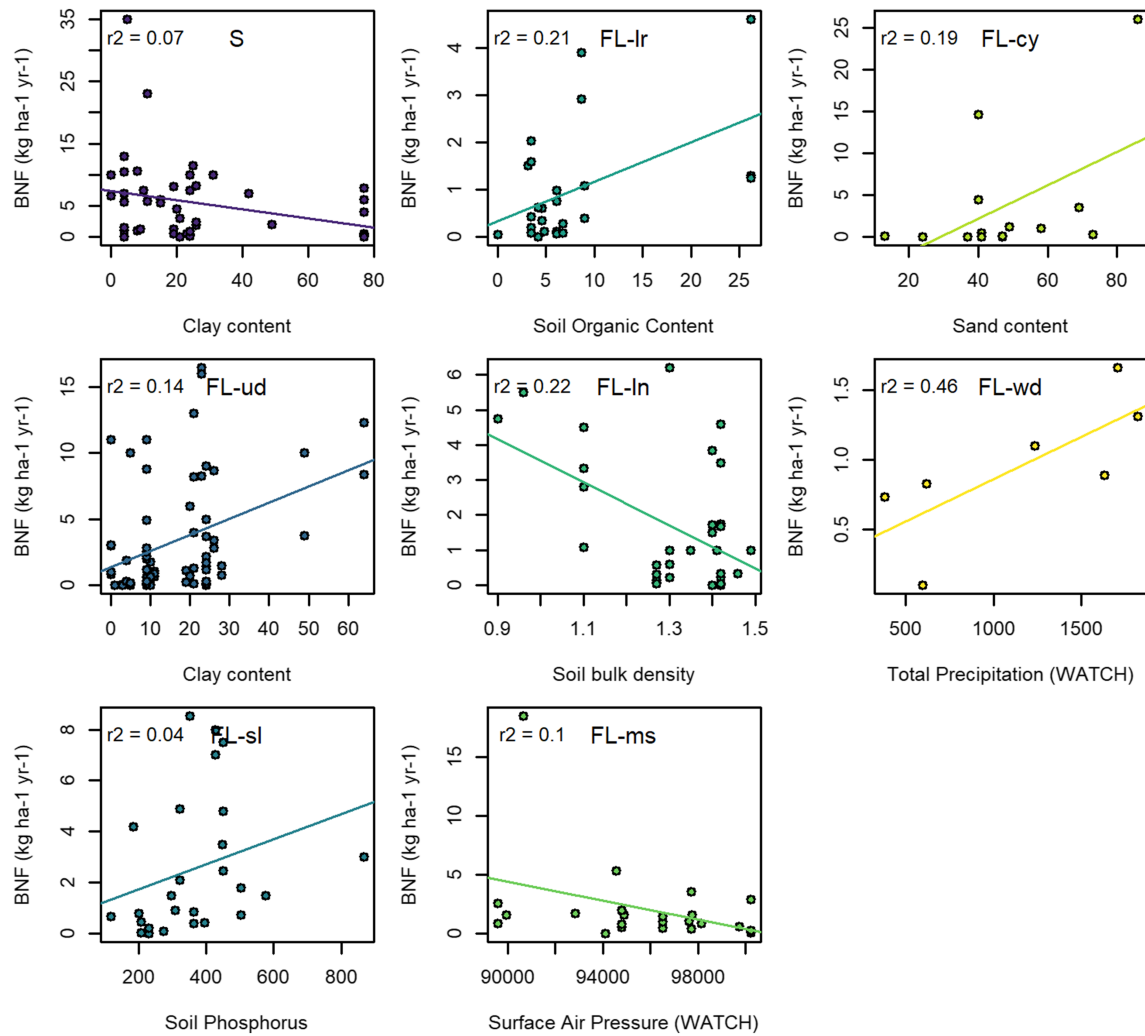 r2 = 0.07 S
BNF (kg ha-1 yr-1)
0 5 15 25 35
0 20 40 60 80
Clay content
r2 = 0.21 FL-lr
BNF (kg ha-1 yr-1)
0 1 2 3 4
0 5 10 15 20 25
Soil Organic Content
r2 = 0.19 FL-cy
BNF (kg ha-1 yr-1)
0 5 10 15 20 25
20 40 60 80
Sand content
r2 = 0.14 FL-ud
BNF (kg ha-1 yr-1)
0 5 10 15
0 10 20 30 40 50 60
Clay content
r2 = 0.22 FL-ln
BNF (kg ha-1 yr-1)
0 1 2 3 4 5 6
0.9 1.1 1.3 1.5
Soil bulk density
r2 = 0.46 FL-wd
BNF (kg ha-1 yr-1)
0.5 1.0 1.5
500 1000 1500
Total Precipitation (WATCH)
r2 = 0.04 FL-sl
BNF (kg ha-1 yr-1)
0 2 4 6 8
200 400 600 800
Soil Phosphorus
r2 = 0.1 FL-ms
BNF (kg ha-1 yr-1)
0 5 10 15
90000 94000 98000
Surface Air Pressure (WATCH)